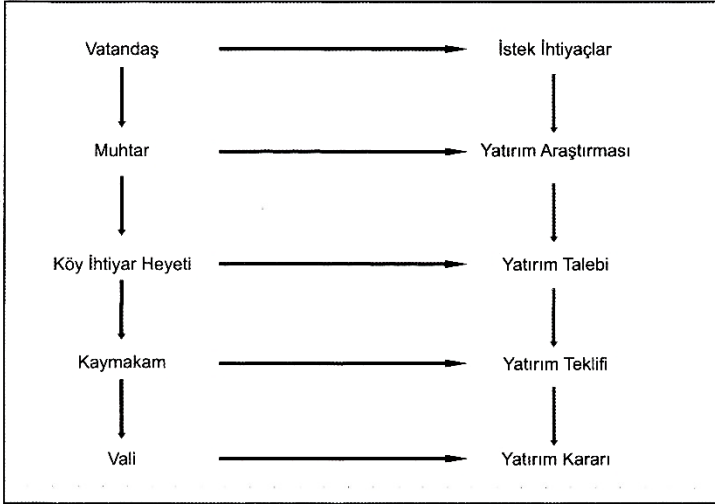 Vatandaş İstek İhtiyaçlar
Muhtar Yatırım Araştırması
Köy İhtiyar Heyeti Yatırım Talebi
Kaymakam Yatırım Teklifi
Vali Yatırım Kararı